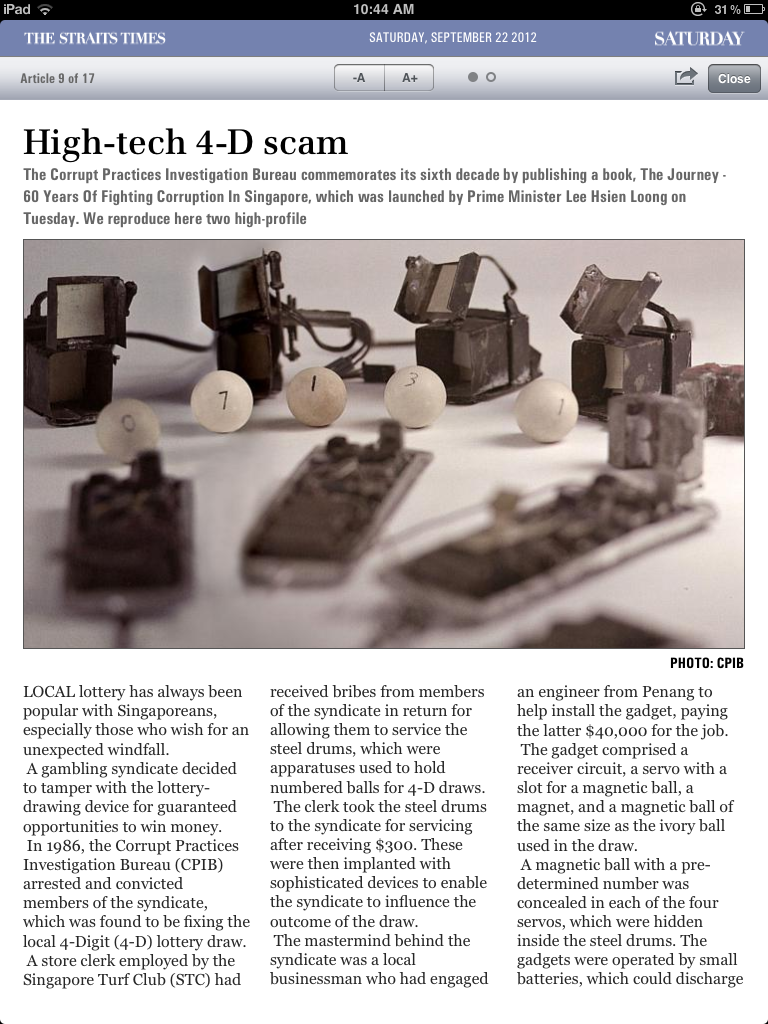 iPad 10:44 AM 31%
THE STRAITS TIMES SATURDAY, SEPTEMBER 22 2012 SATURDAY
Article 9 of 17 -A A+ Close
High-tech 4-D scam
The Corrupt Practices Investigation Bureau commemorates its sixth decade by publishing a book, The Journey -
60 Years Of Fighting Corruption In Singapore, which was launched by Prime Minister Lee Hsien Loong on
Tuesday. We reproduce here two high-profile
0 7 1 3 1
PHOTO: CPIB
LOCAL lottery has always been
popular with Singaporeans,
especially those who wish for an
unexpected windfall.
A gambling syndicate decided
to tamper with the lottery-
drawing device for guaranteed
opportunities to win money.
In 1986, the Corrupt Practices
Investigation Bureau (CPIB)
arrested and convicted
members of the syndicate,
which was found to be fixing the
local 4-Digit (4-D) lottery draw.
A store clerk employed by the
Singapore Turf Club (STC) had
received bribes from members
of the syndicate in return for
allowing them to service the
steel drums, which were
apparatuses used to hold
numbered balls for 4-D draws.
The clerk took the steel drums
to the syndicate for servicing
after receiving $300. These
were then implanted with
sophisticated devices to enable
the syndicate to influence the
outcome of the draw.
The mastermind behind the
syndicate was a local
businessman who had engaged
an engineer from Penang to
help install the gadget, paying
the latter $40,000 for the job.
The gadget comprised a
receiver circuit, a servo with a
slot for a magnetic ball, a
magnet, and a magnetic ball of
the same size as the ivory ball
used in the draw.
A magnetic ball with a pre-
determined number was
concealed in each of the four
servos, which were hidden
inside the steel drums. The
gadgets were operated by small
batteries, which could discharge